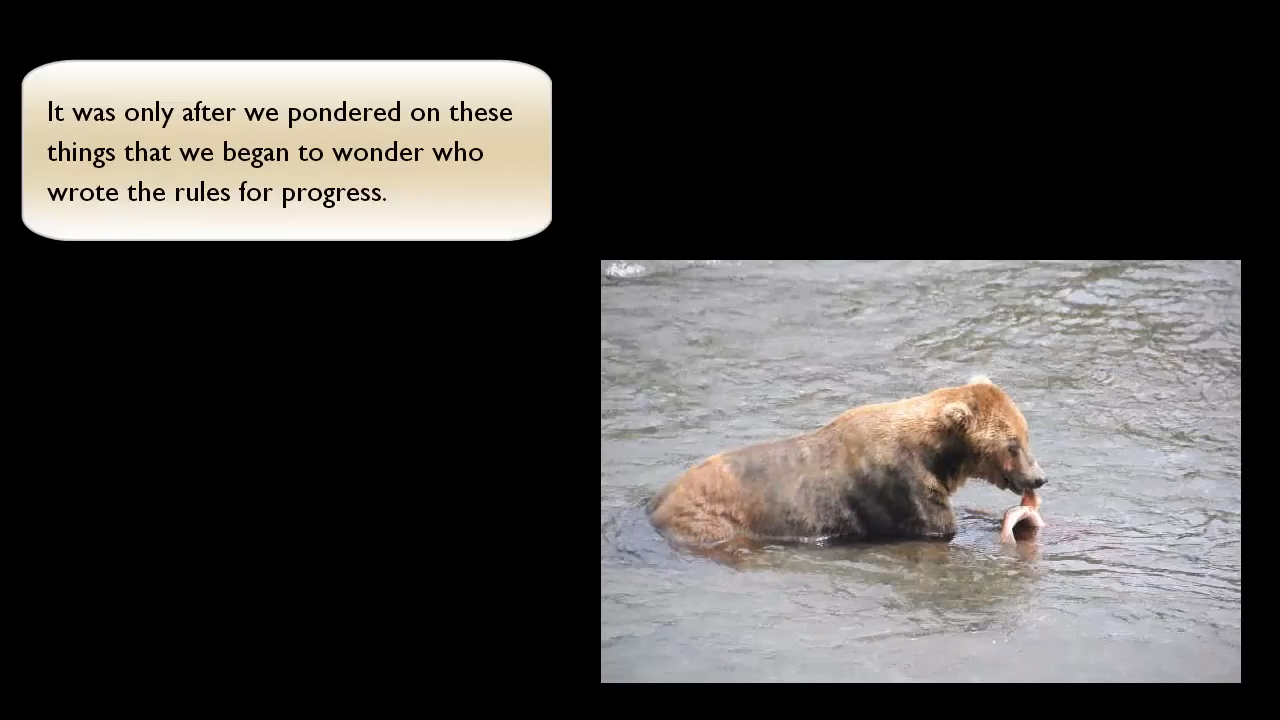 It was only after we pondered on these
things that we began to wonder who
wrote the rules for progress.